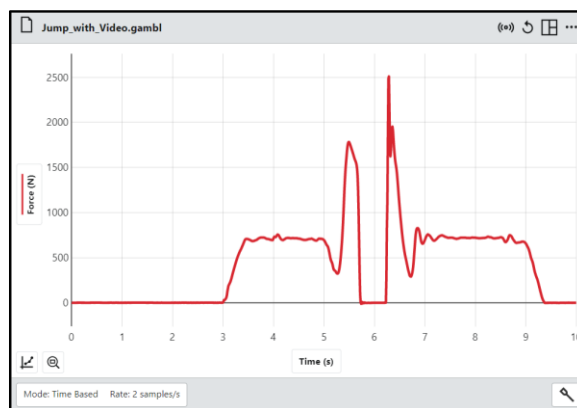 Jump_with_Video.gambl
2500
2000
1500
1000
500
0
Force (N)
0 1 2 3 4 5 6 7 8 9 10
Time (s)
Mode: Time Based Rate: 2 samples/s